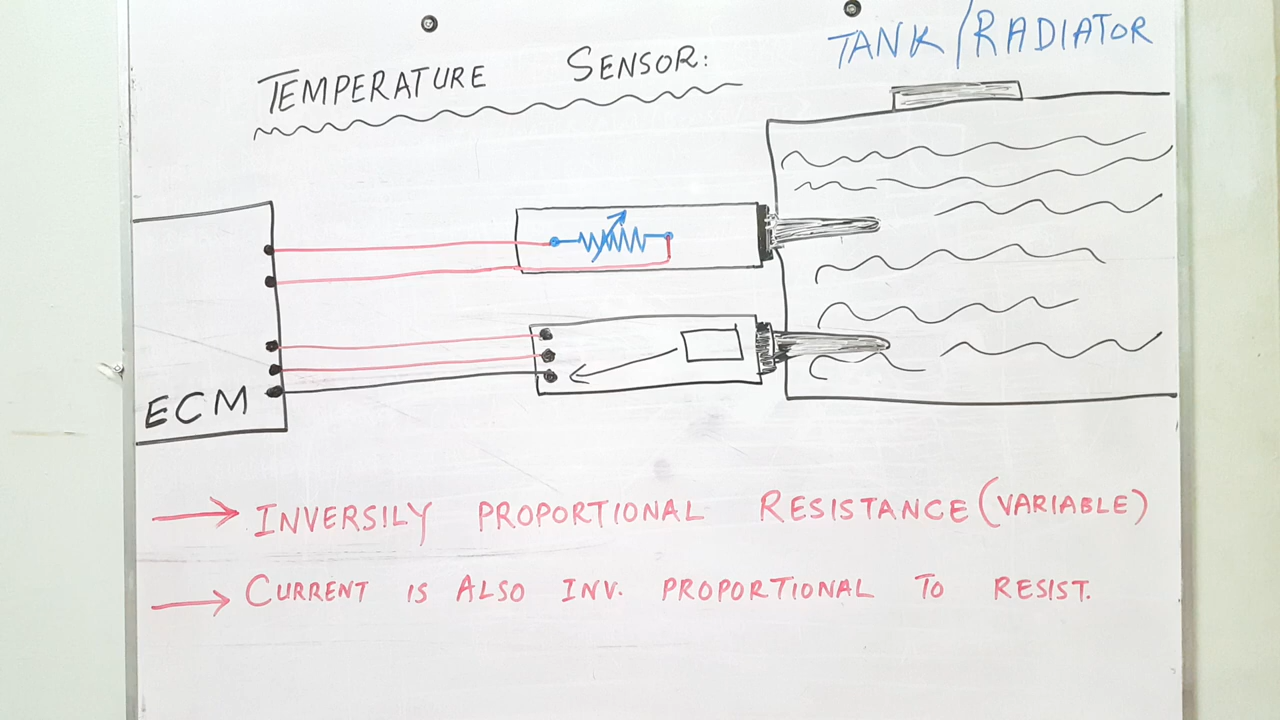 TEMPERATURE SENSOR:
TANK/RADIATOR
ECM
→ INVERSILY PROPORTIONAL RESISTANCE (VARIABLE)
→ CURRENT IS ALSO INV. PROPORTIONAL TO RESIST.